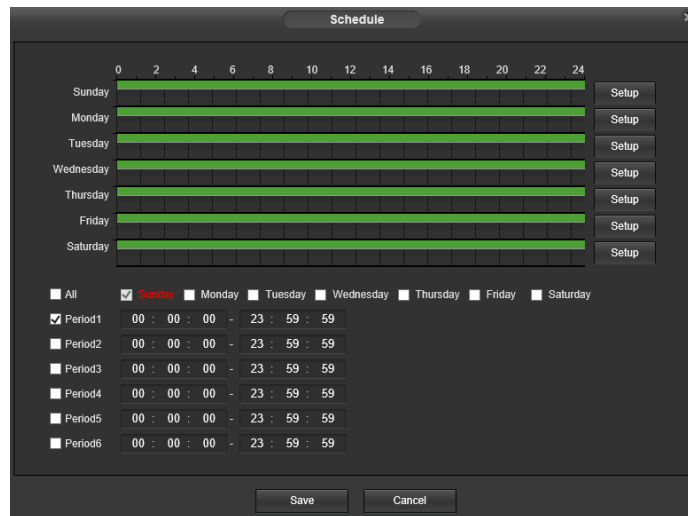 Schedule
0 2 4 6 8 10 12 14 16 18 20 22 24
Sunday Setup
Monday Setup
Tuesday Setup
Wednesday Setup
Thursday Setup
Friday Setup
Saturday Setup
All Sunday Monday Tuesday Wednesday Thursday Friday Saturday
Period1 00 : 00 : 00 - 23 : 59 : 59
Period2 00 : 00 : 00 - 23 : 59 : 59
Period3 00 : 00 : 00 - 23 : 59 : 59
Period4 00 : 00 : 00 - 23 : 59 : 59
Period5 00 : 00 : 00 - 23 : 59 : 59
Period6 00 : 00 : 00 - 23 : 59 : 59
Save Cancel